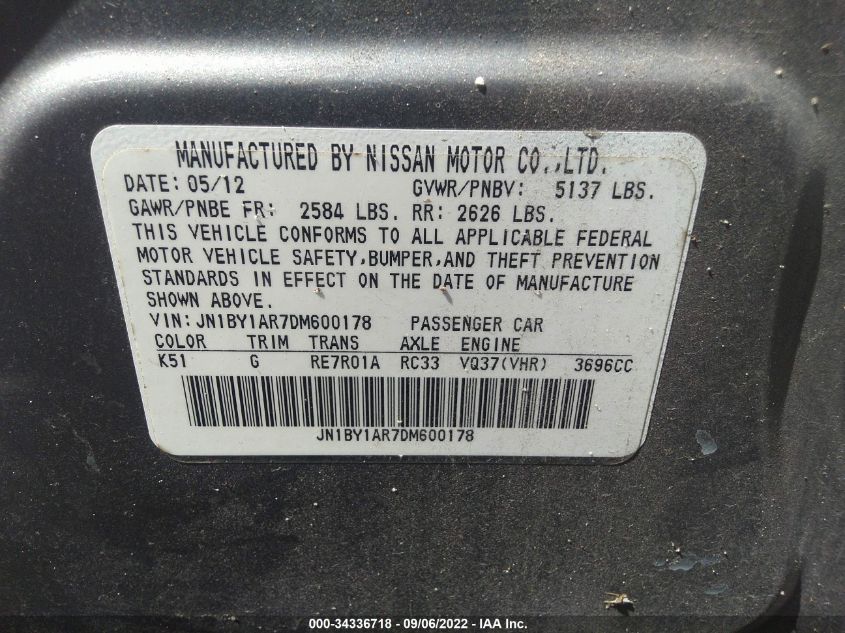 MANUFACTURED BY NISSAN MOTOR CO.,LTD.
DATE: 05/12 GVWR/PNBV: 5137 LBS.
GAWR/PNBE FR: 2584 LBS. RR: 2626 LBS.
THIS VEHICLE CONFORMS TO ALL APPLICABLE FEDERAL
MOTOR VEHICLE SAFETY,BUMPER,AND THEFT PREVENTION
STANDARDS IN EFFECT ON THE DATE OF MANUFACTURE
SHOWN ABOVE.
VIN: JN1BY1AR7DM600178 PASSENGER CAR
COLOR TRIM TRANS AXLE ENGINE
K51 G RE7R01A RC33 VQ37(VHR) 3696CC
JN1BY1AR7DM600178
000-34336718 - 09/06/2022 - IAA Inc.